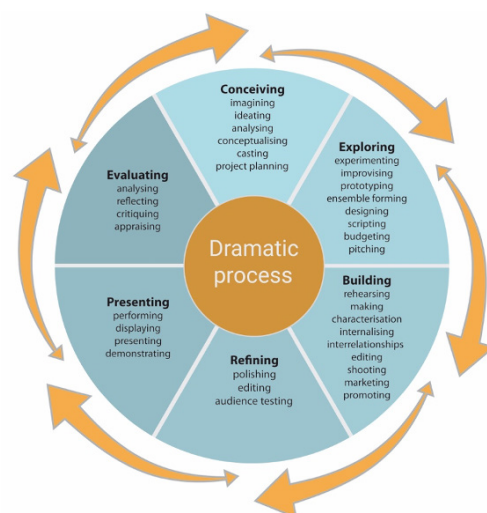 Conceiving
imagining
ideating
analysing
conceptualising
casting
project planning
Exploring
experimenting
improvising
prototyping
ensemble forming
designing
scripting
budgeting
pitching
Building
rehearsing
making
characterisation
internalising
interrelationships
editing
shooting
marketing
promoting
Refining
polishing
editing
audience testing
Presenting
performing
displaying
presenting
demonstrating
Evaluating
analysing
reflecting
critiquing
appraising
Dramatic
process